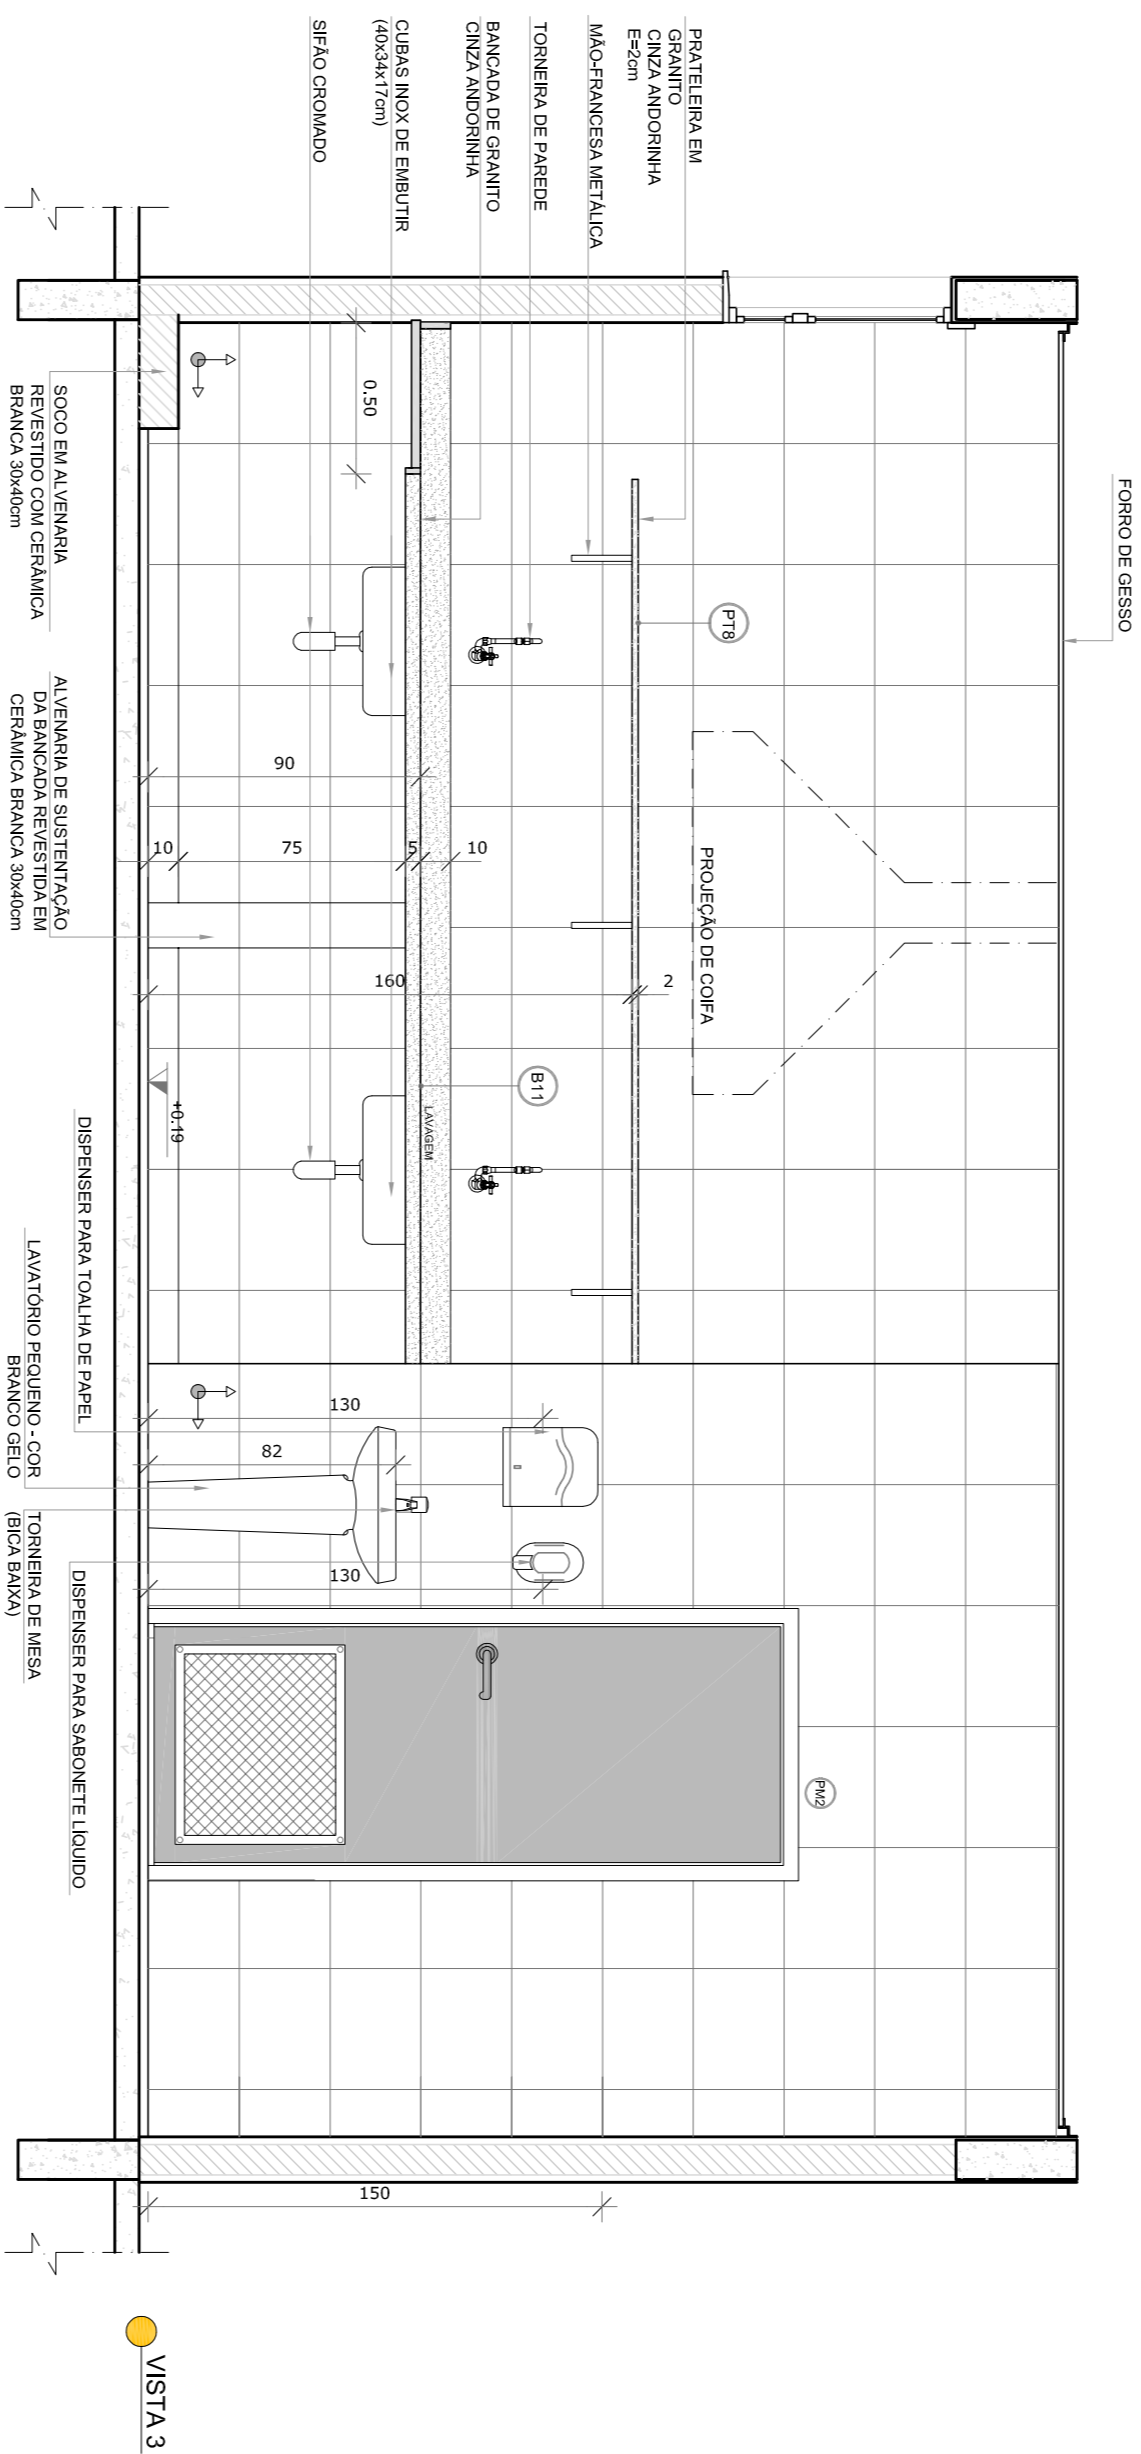 FORRO DE GESSO
PRATELEIRA EM
GRANITO
CINZA ANDORINHA
E=2cm
MÃO-FRANCESA METÁLICA
TORNEIRA DE PAREDE
BANCADA DE GRANITO
CINZA ANDORINHA
CUBAS INOX DE EMBUTIR
(40x34x17cm)
SIFÃO CROMADO
PT8
PROJEÇÃO DE COIFA
B11
LAVAGEM
PM2
0.50
90
10
75
5
10
160
2
+0.19
130
82
130
150
SOCO EM ALVENARIA
REVESTIDO COM CERÂMICA
BRANCA 30x40cm
ALVENARIA DE SUSTENTAÇÃO
DA BANCADA REVESTIDA EM
CERÂMICA BRANCA 30x40cm
DISPENSER PARA TOALHA DE PAPEL
LAVATÓRIO PEQUENO - COR
BRANCO GELO
TORNEIRA DE MESA
(BICA BAIXA)
DISPENSER PARA SABONETE LÍQUIDO
VISTA 3